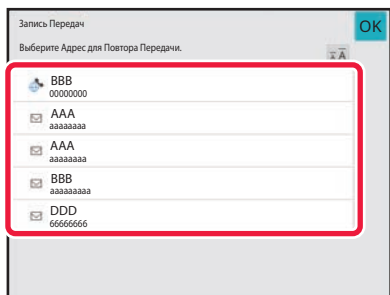 Запись Передач
OK
Выберите Адрес для Повтора Передачи.
BBB
00000000
AAA
aaaaaaaa
AAA
aaaaaaaa
BBB
aaaaaaaaa
DDD
66666666